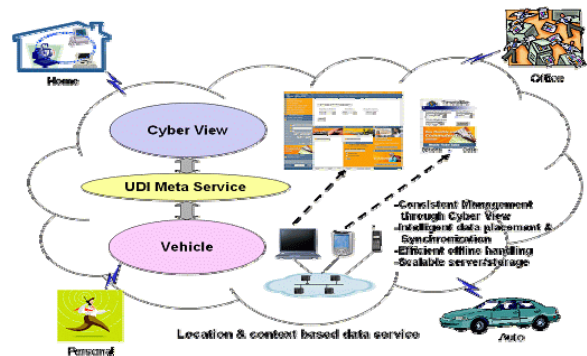 Home
Office
Cyber View
UDI Meta Service
Vehicle
-Consistent Management
through Cyber View
-Intelligent data placement &
Synchronization
-Efficient offline handling
-Scalable server/storage
Location & context based data service
Personal
Auto